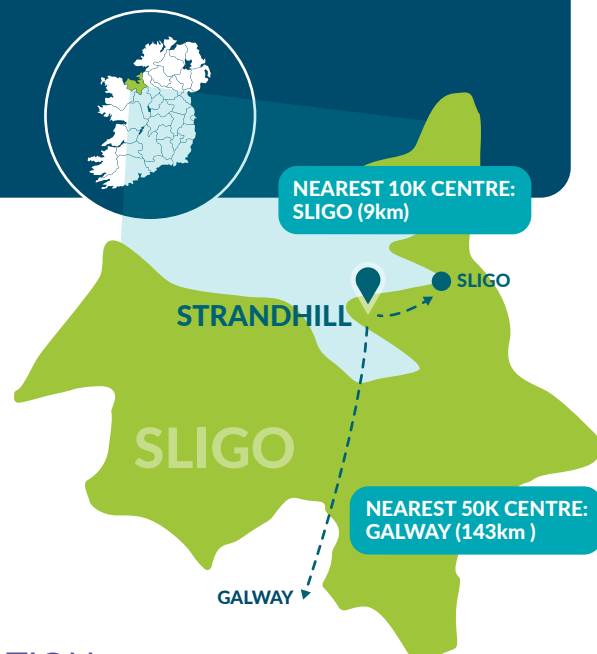 NEAREST 10K CENTRE:
SLIGO (9km)
SLIGO
STRANDHILL
SLIGO
NEAREST 50K CENTRE:
GALWAY (143km )
GALWAY